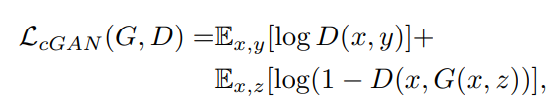 ℒ_{cGAN}(G, D) =𝔼_{x,y}[log D(x, y)]+
𝔼_{x,z}[log(1 − D(x, G(x, z))],